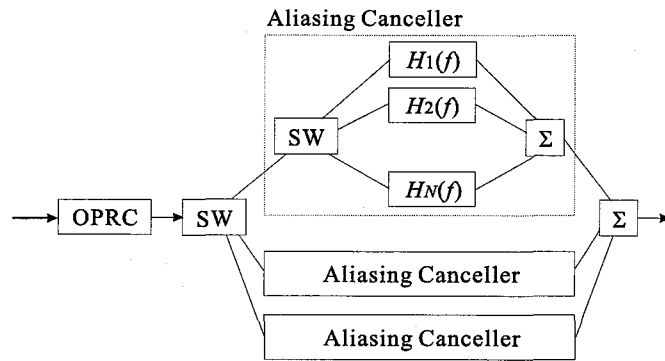 Aliasing Canceller
H1(f)
H2(f)
SW
Σ
HN(f)
OPRC
SW
Σ
Aliasing Canceller
Aliasing Canceller